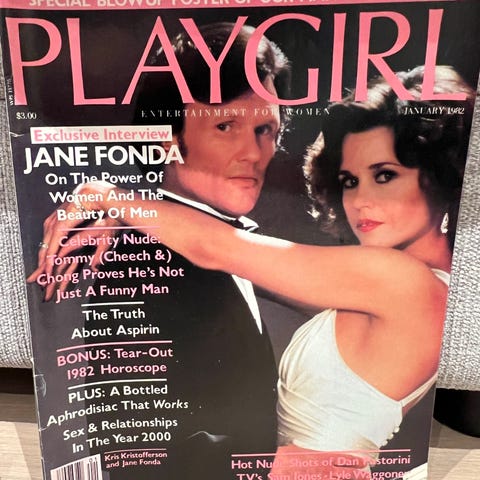 SPECIAL BLOWUP POSTER OF OUR MA
PLAYGIRL
$3.00
ENTERTAINMENT FOR WOMEN
JANUARY 1982
Exclusive Interview
JANE FONDA
On The Power Of
Women And The
Beauty Of Men
Celebrity Nude:
Tommy (Cheech &)
Chong Proves He's Not
Just A Funny Man
The Truth
About Aspirin
BONUS: Tear-Out
1982 Horoscope
PLUS: A Bottled
Aphrodisiac That Works
Sex & Relationships
In The Year 2000
Kris Kristofferson
and Jane Fonda
Hot Nude Shots of Dan Pastorini
TV's Sam Jones · Lyle Waggoner